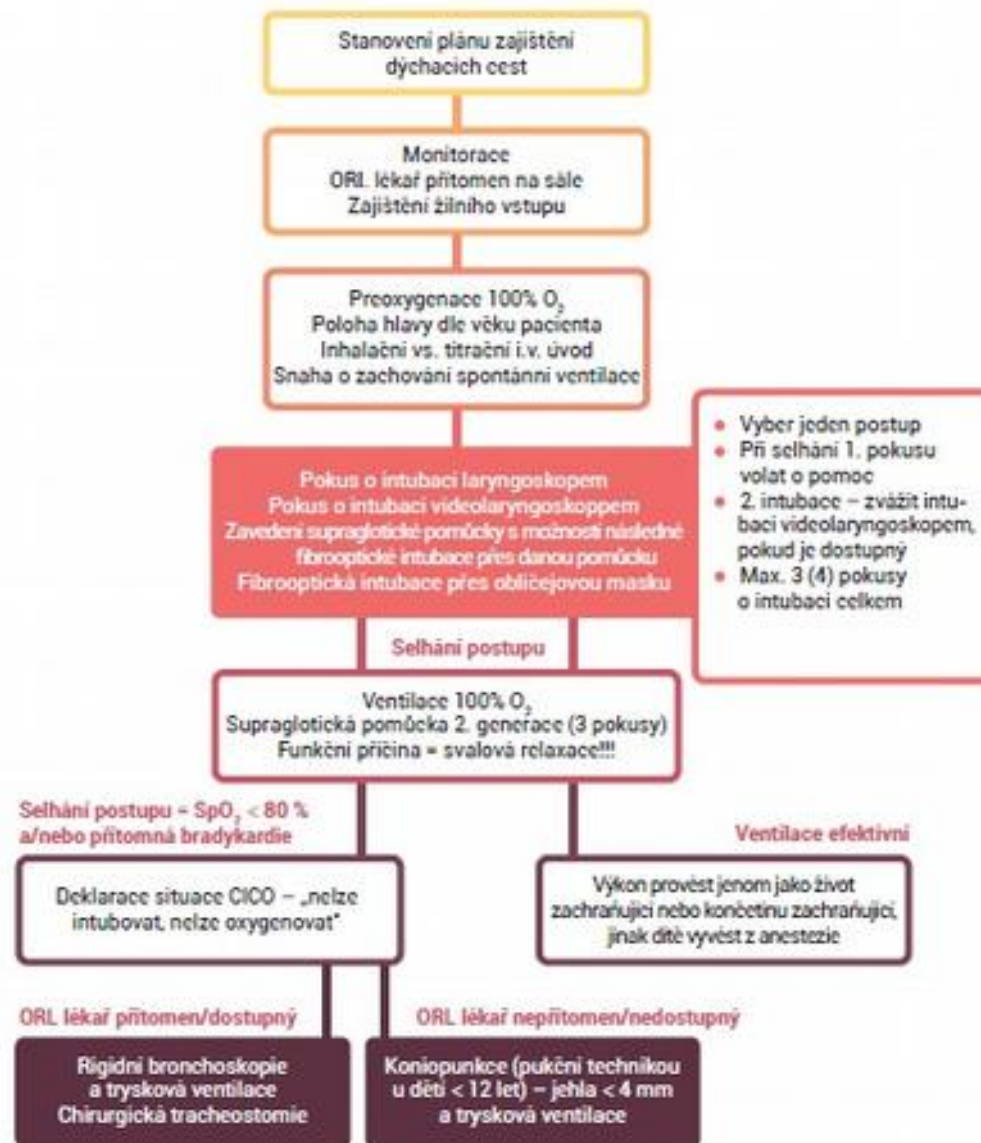 Stanovení plánu zajištění
dýchacích cest
Monitorace
ORL lékař přítomen na sále
Zajištění žilního vstupu
Preoxygenace 100% O₂
Poloha hlavy dle věku pacienta
Inhalační vs. titrační i.v. úvod
Snaha o zachování spontánní ventilace
Pokus o intubaci laryngoskopem
Pokus o intubaci videolaryngoskoppem
Zavedení supraglotické pomůcky s možností následné
fibrooptické intubace přes danou pomůcku
Fibrooptická intubace přes obličejovou masku
• Vyber jeden postup
• Při selhání 1. pokusu
volat o pomoc
• 2. intubace – zvážit intu-
baci videolaryngoskopem,
pokud je dostupný
• Max. 3 (4) pokusy
o intubaci celkem
Selhání postupu
Ventilace 100% O₂
Supraglotická pomůcka 2. generace (3 pokusy)
Funkční příčina = svalová relaxace!!!
Selhání postupu = SpO₂ < 80 %
a/nebo přítomná bradykardie
Ventilace efektivní
Deklarace situace CICO – „nelze
intubovat, nelze oxygenovat“
Výkon provést jenom jako život
zachraňující nebo končetinu zachraňující,
jinak dítě vyvést z anestezie
ORL lékař přítomen/dostupný
ORL lékař nepřítomen/nedostupný
Rigidní bronchoskopie
a trysková ventilace
Chirurgická tracheostomie
Koniopunkce (pukční technikou
u dětí < 12 let) – jehla < 4 mm
a trysková ventilace